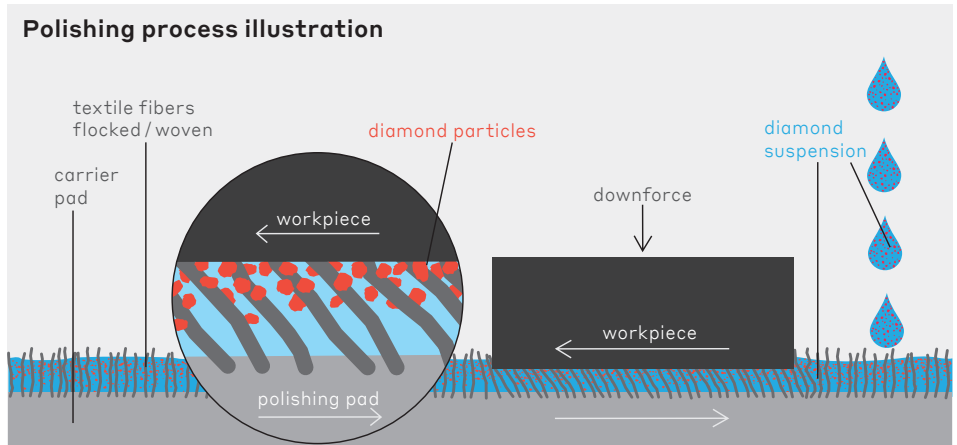 Polishing process illustration
textile fibers
flocked / woven
diamond particles
diamond
suspension
carrier
pad
downforce
workpiece
workpiece
polishing pad